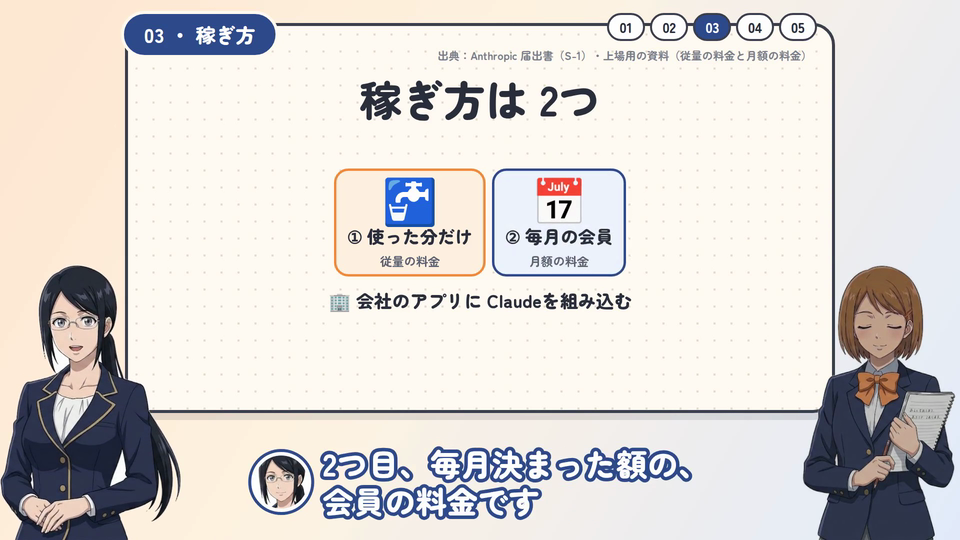 03 ・ 稼ぎ方
01 02 03 04 05
出典：Anthropic 届出書（S-1）・上場用の資料（従量の料金と月額の料金）
稼ぎ方は 2つ
July
17
① 使った分だけ
従量の料金
② 毎月の会員
月額の料金
会社のアプリに Claudeを組み込む
2つ目、毎月決まった額の、
会員の料金です